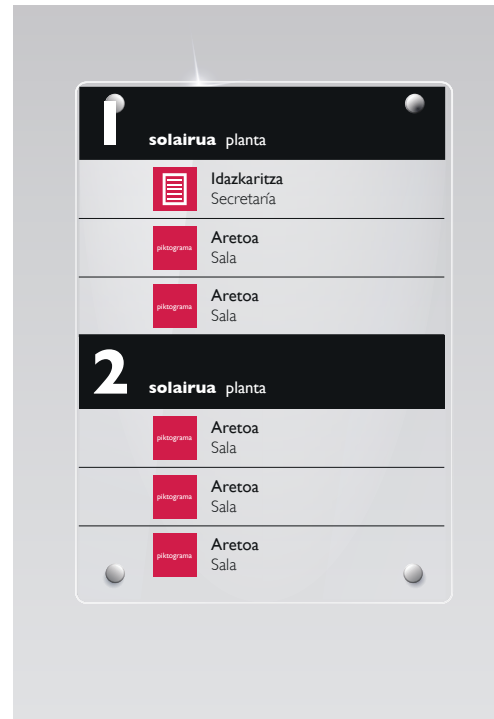 1 solairua planta
Idazkaritza
Secretaría
piktograma
Aretoa
Sala
piktograma
Aretoa
Sala
2 solairua planta
piktograma
Aretoa
Sala
piktograma
Aretoa
Sala
piktograma
Aretoa
Sala